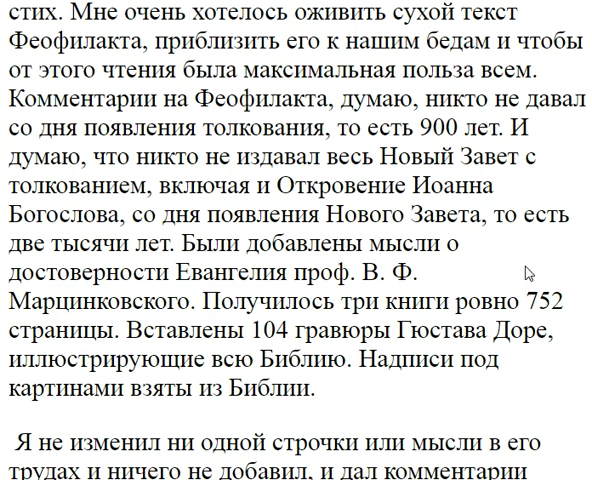 стих. Мне очень хотелось оживить сухой текст
Феофилакта, приблизить его к нашим бедам и чтобы
от этого чтения была максимальная польза всем.
Комментарии на Феофилакта, думаю, никто не давал
со дня появления толкования, то есть 900 лет. И
думаю, что никто не издавал весь Новый Завет с
толкованием, включая и Откровение Иоанна
Богослова, со дня появления Нового Завета, то есть
две тысячи лет. Были добавлены мысли о
достоверности Евангелия проф. В. Ф.
Марцинковского. Получилось три книги ровно 752
страницы. Вставлены 104 гравюры Гюстава Доре,
иллюстрирующие всю Библию. Надписи под
картинами взяты из Библии.
Я не изменил ни одной строчки или мысли в его
трудах и ничего не добавил, и дал комментарии